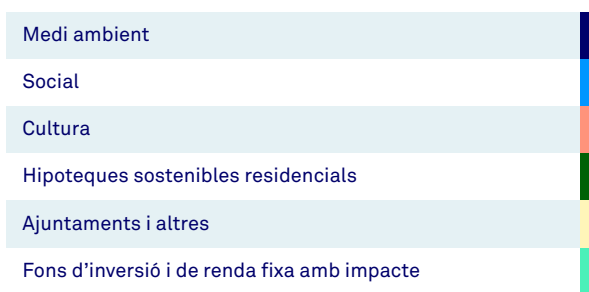 Medi ambient
Social
Cultura
Hipoteques sostenibles residencials
Ajuntaments i altres
Fons d’inversió i de renda fixa amb impacte